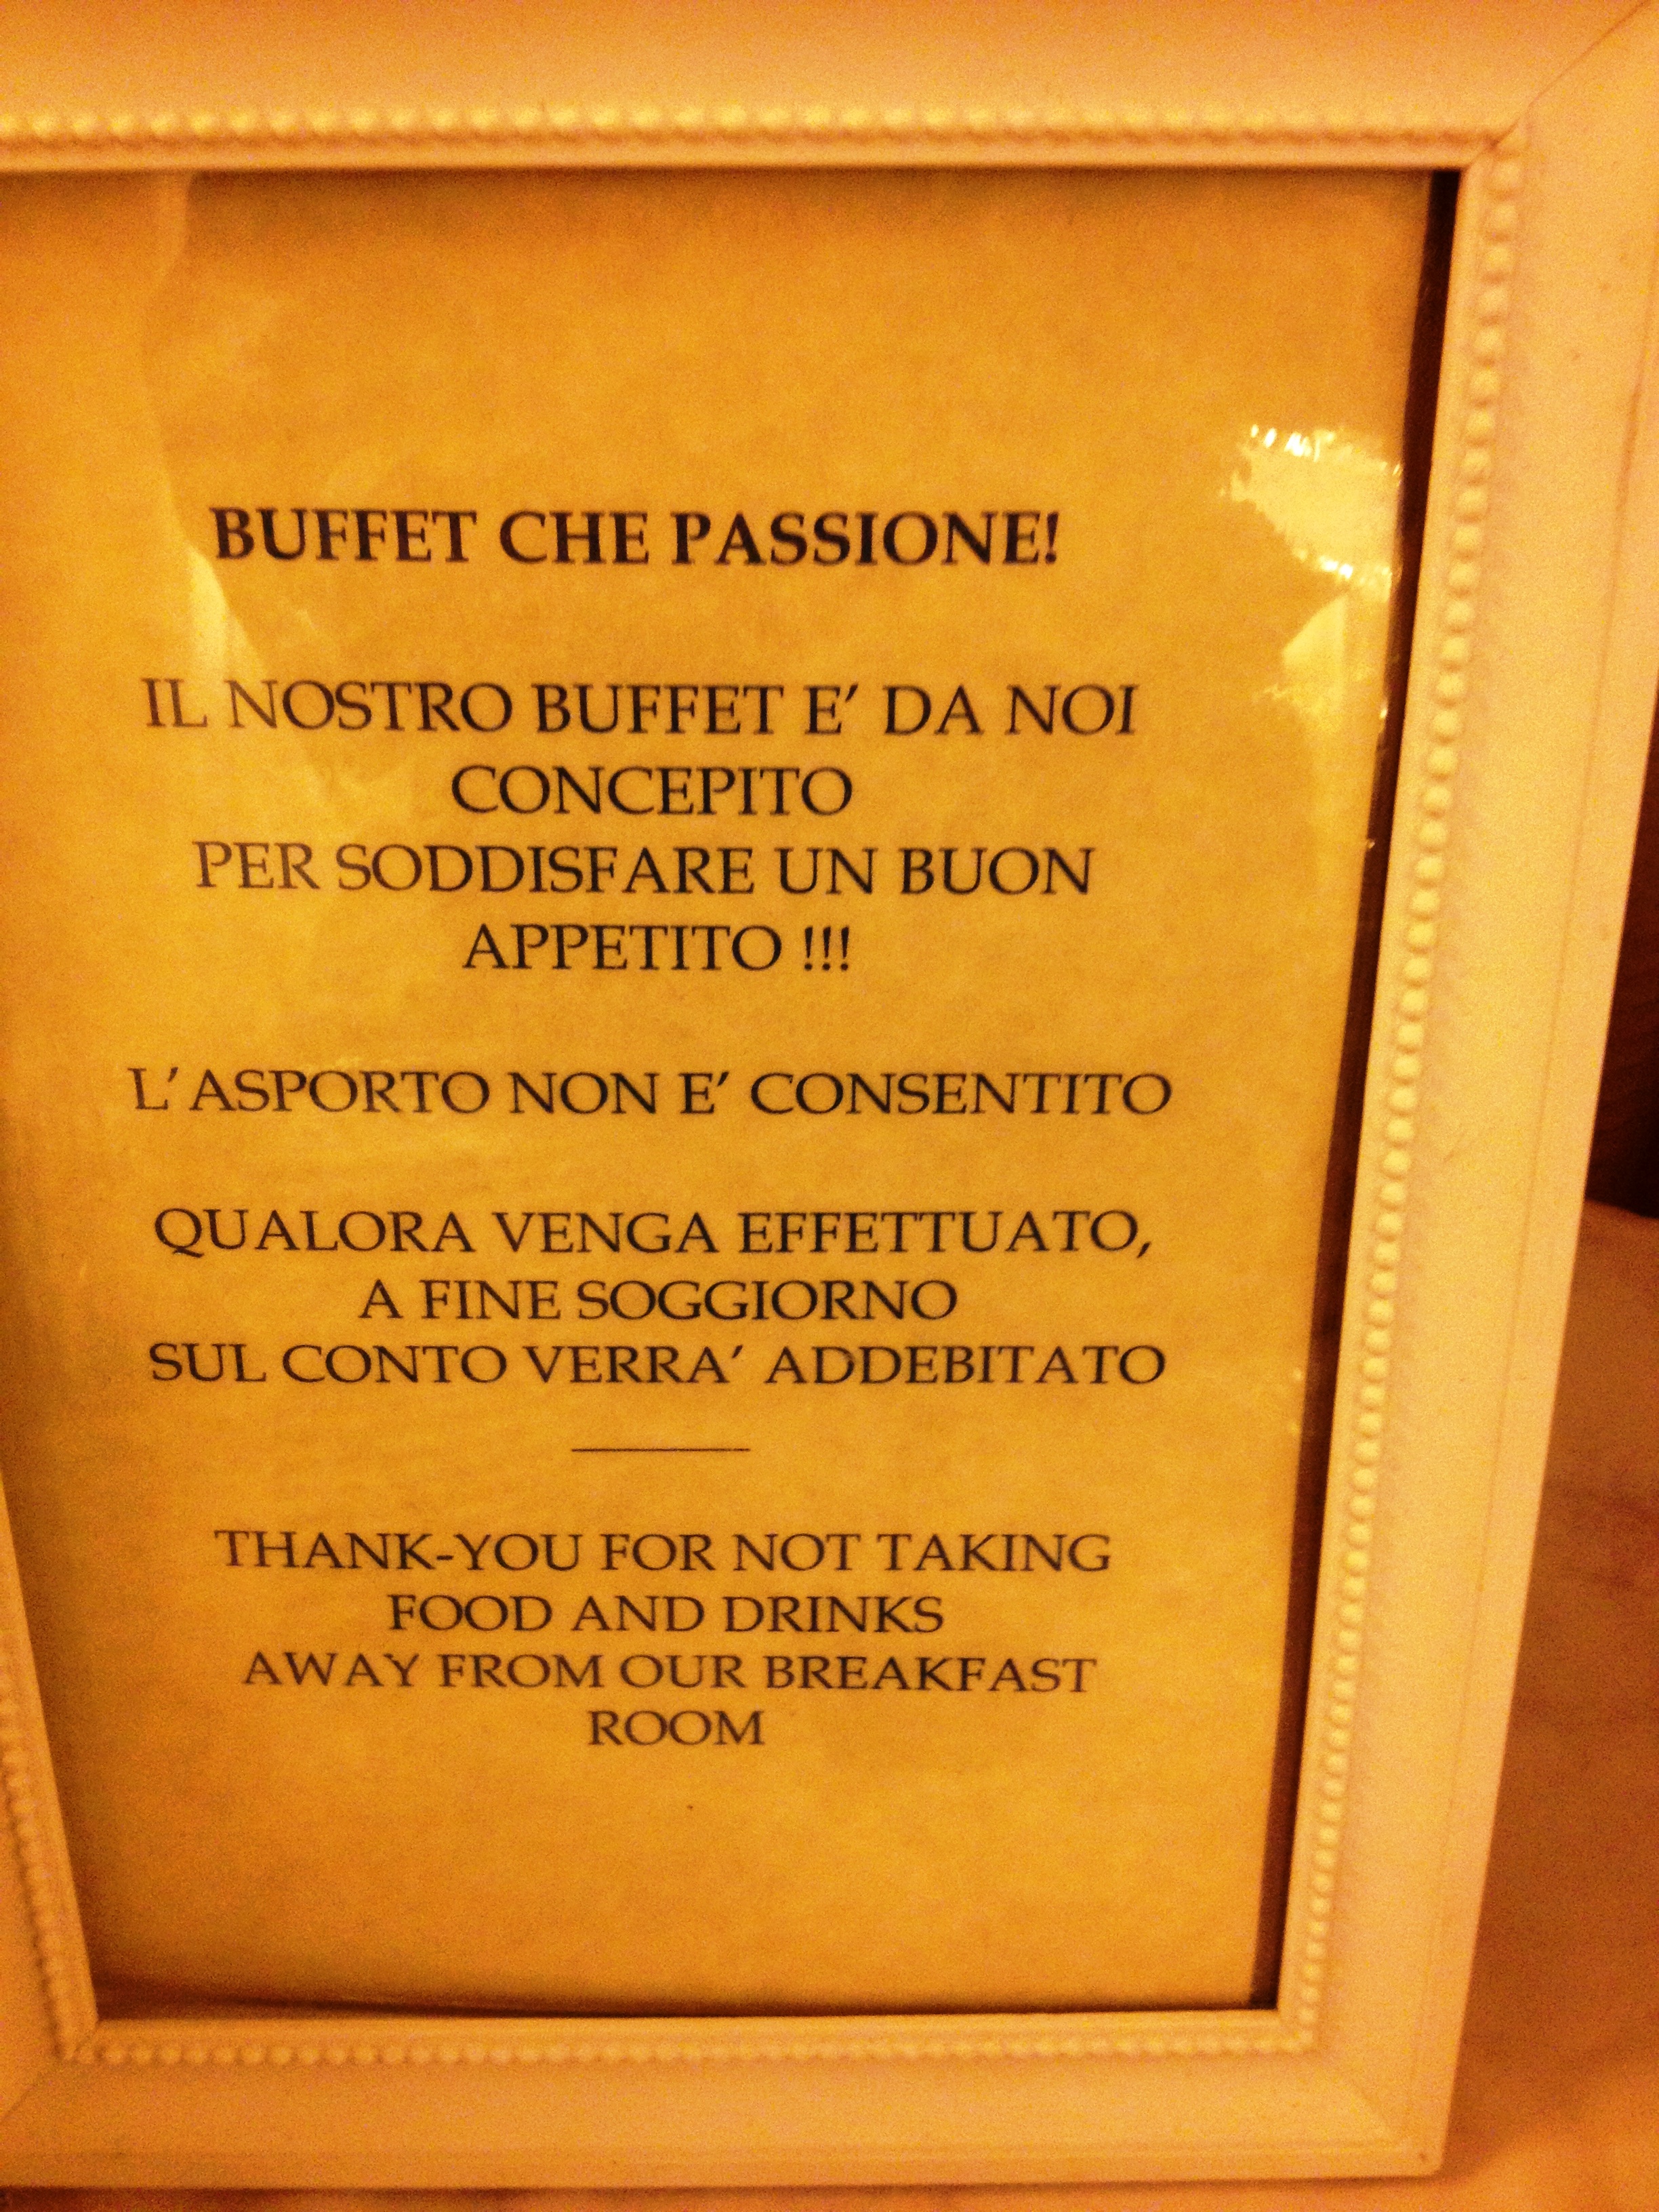 BUFFET CHE PASSIONE!
IL NOSTRO BUFFET E' DA NOI
CONCEPITO
PER SODDISFARE UN BUON
APPETITO !!!
L'ASPORTO NON E' CONSENTITO
QUALORA VENGA EFFETTUATO,
A FINE SOGGIORNO
SUL CONTO VERRA' ADDEBITATO
THANK-YOU FOR NOT TAKING
FOOD AND DRINKS
AWAY FROM OUR BREAKFAST
ROOM